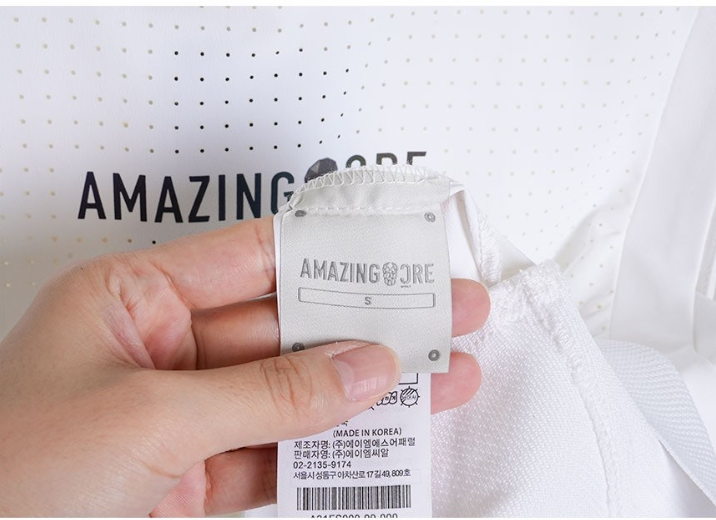 AMAZING ORE
AMAZING ORE
S
(MADE IN KOREA)
제조자명: (주)에이엠에스어패럴
판매자명: (주)에이엠씨알
02-2135-9174
서울시 성동구 아차산로 17길 49, 809호